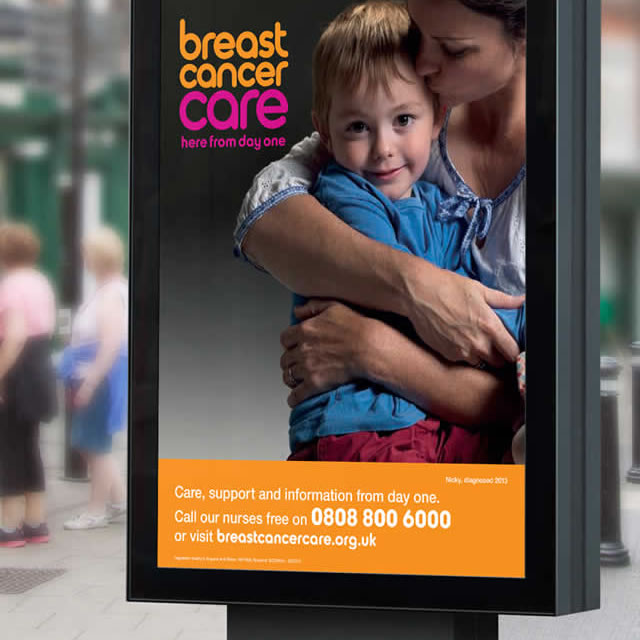 breast
cancer
care
here from day one
Nicky, diagnosed 2013
Care, support and information from day one.
Call our nurses free on 0808 800 6000
or visit breastcancercare.org.uk